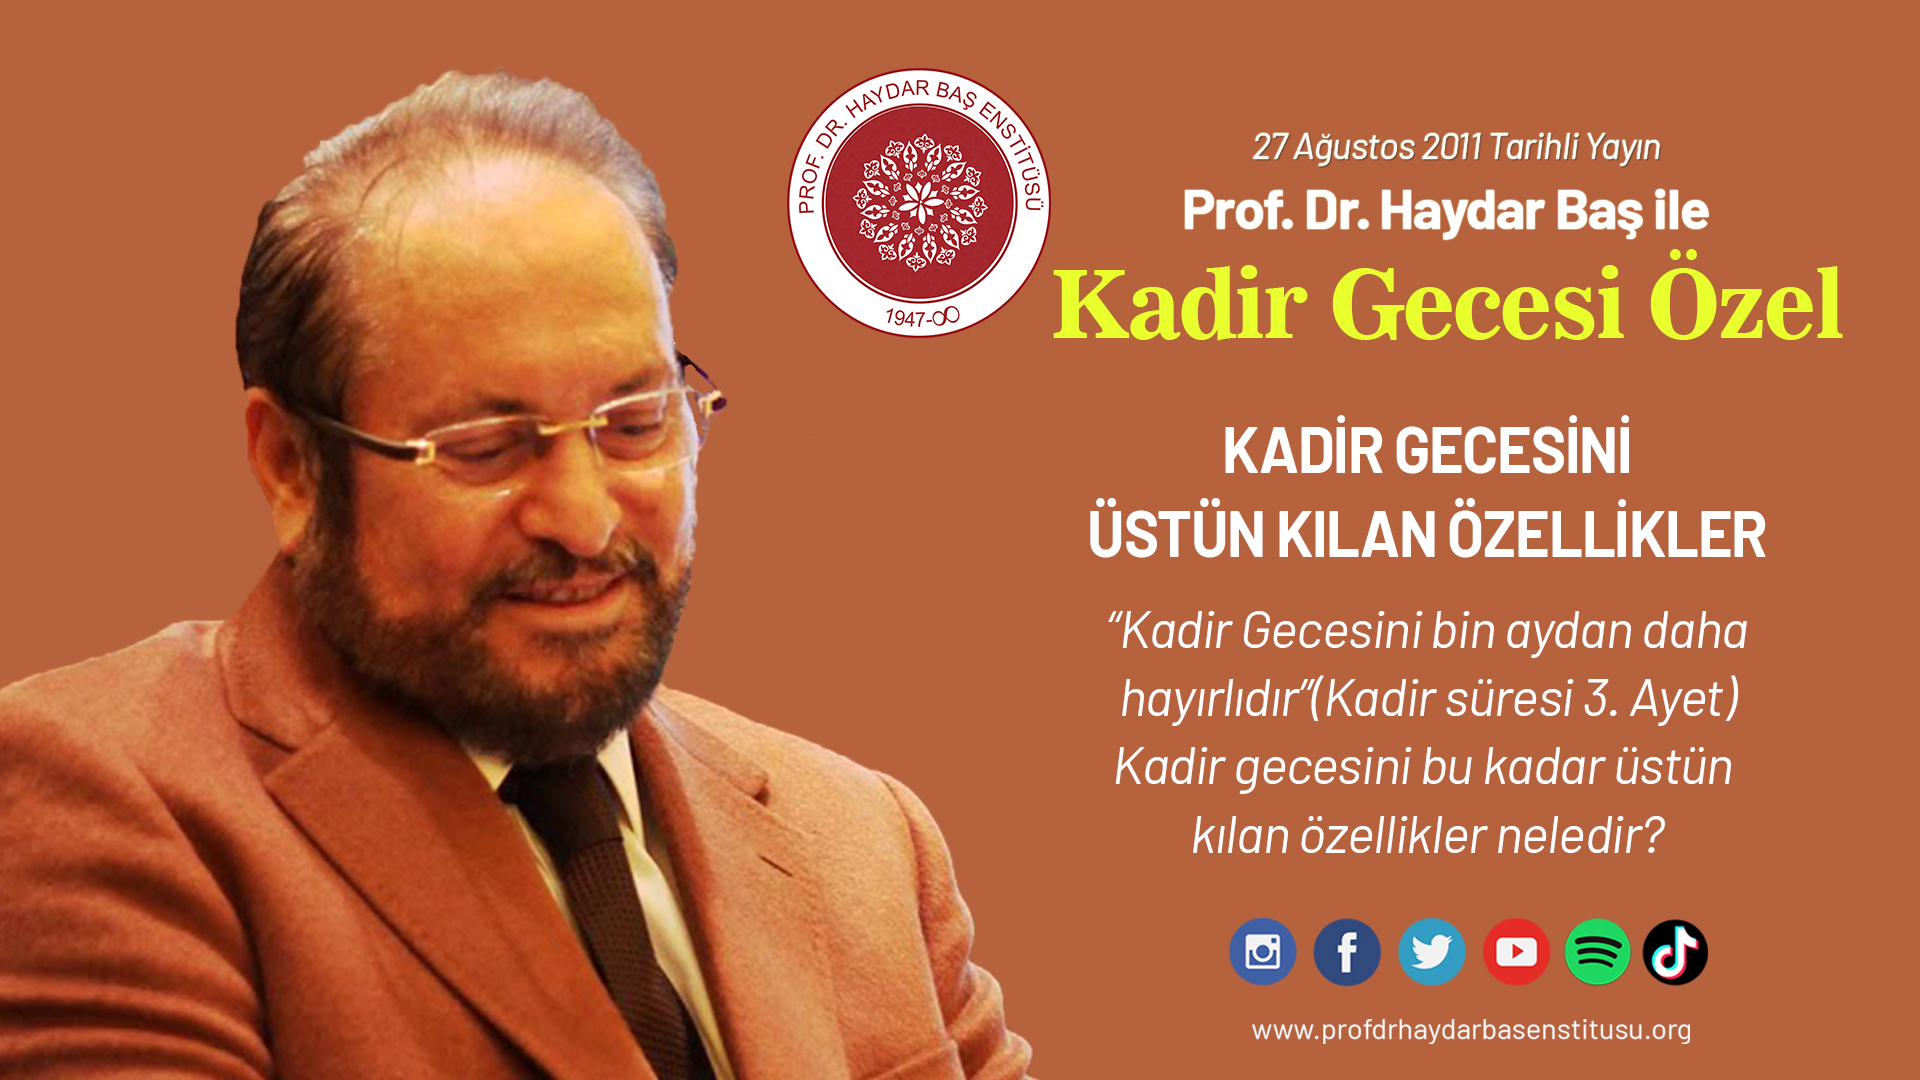 PROF. DR. HAYDAR BAŞ ENSTİTÜSÜ
1947-∞
27 Ağustos 2011 Tarihli Yayın
Prof. Dr. Haydar Baş ile
Kadir Gecesi Özel
KADİR GECESİNİ
ÜSTÜN KILAN ÖZELLİKLER
“Kadir Gecesini bin aydan daha
hayırlıdır”(Kadir süresi 3. Ayet)
Kadir gecesini bu kadar üstün
kılan özellikler neledir?
www.profdrhaydarbasenstitusu.org